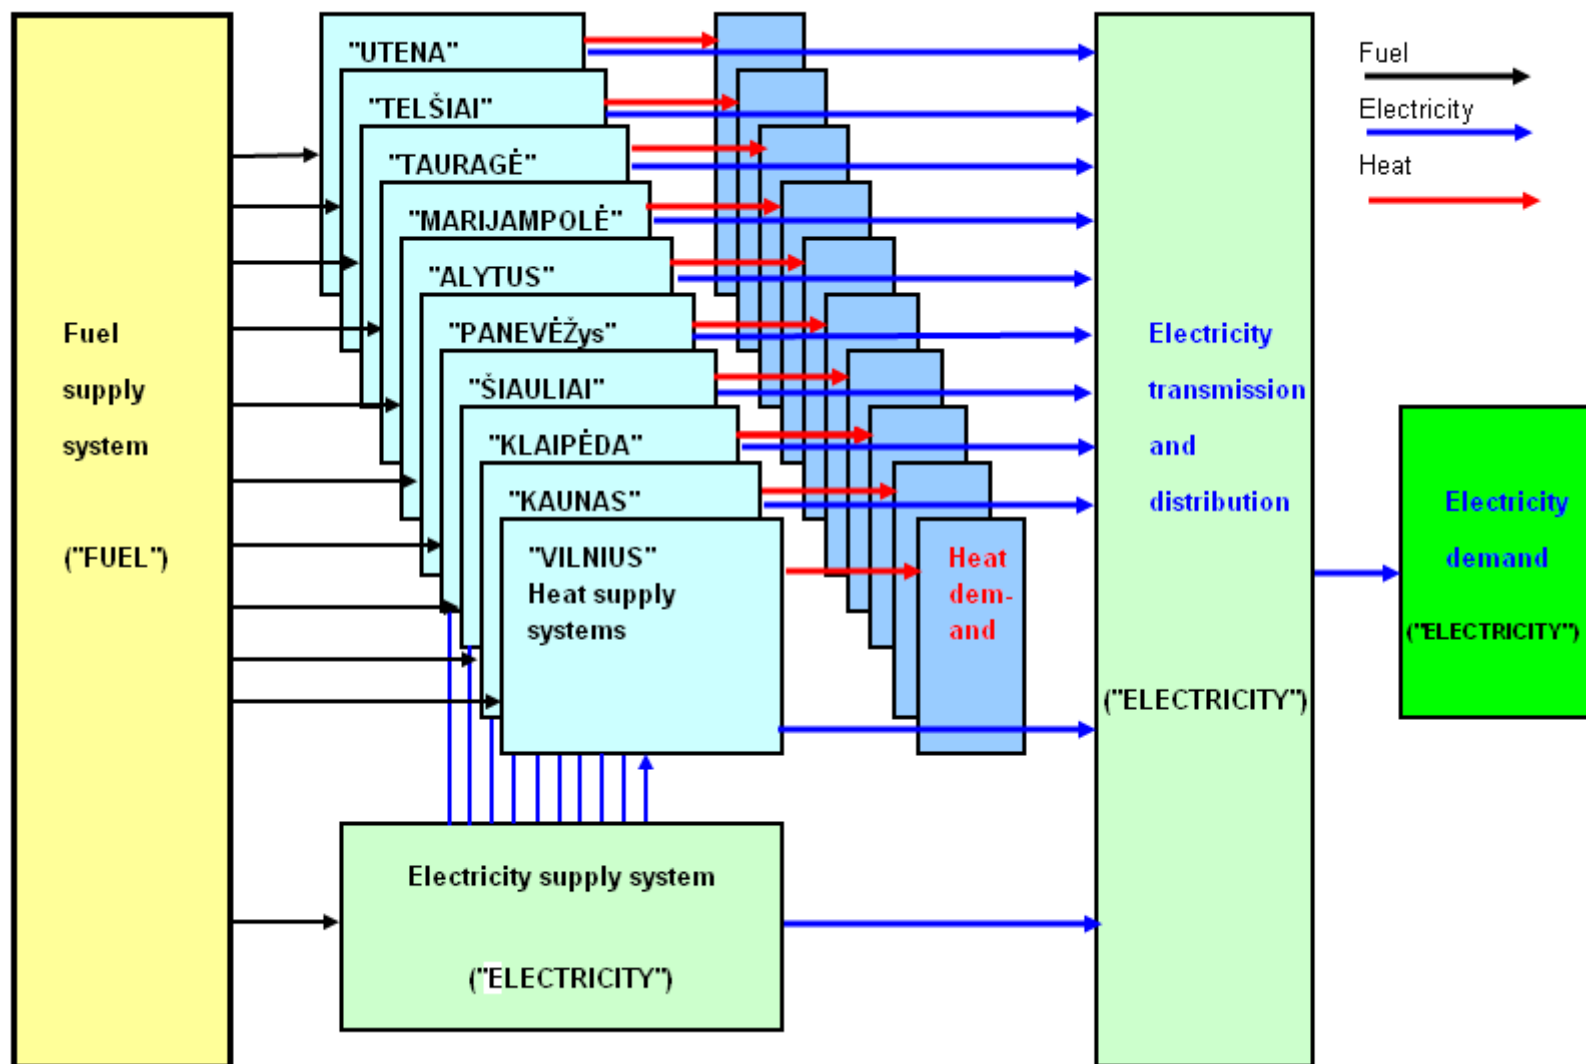 Fuel
supply
system
("FUEL")
"UTENA"
"TELŠIAI"
"TAURAGĖ"
"MARIJAMPOLĖ"
"ALYTUS"
"PANEVĖŽys"
"ŠIAULIAI"
"KLAIPĖDA"
"KAUNAS"
"VILNIUS"
Heat supply
systems
Heat
dem-
and
Electricity supply system
("ELECTRICITY")
Electricity
transmission
and
distribution
("ELECTRICITY")
Fuel
Electricity
Heat
Electricity
demand
("ELECTRICITY")